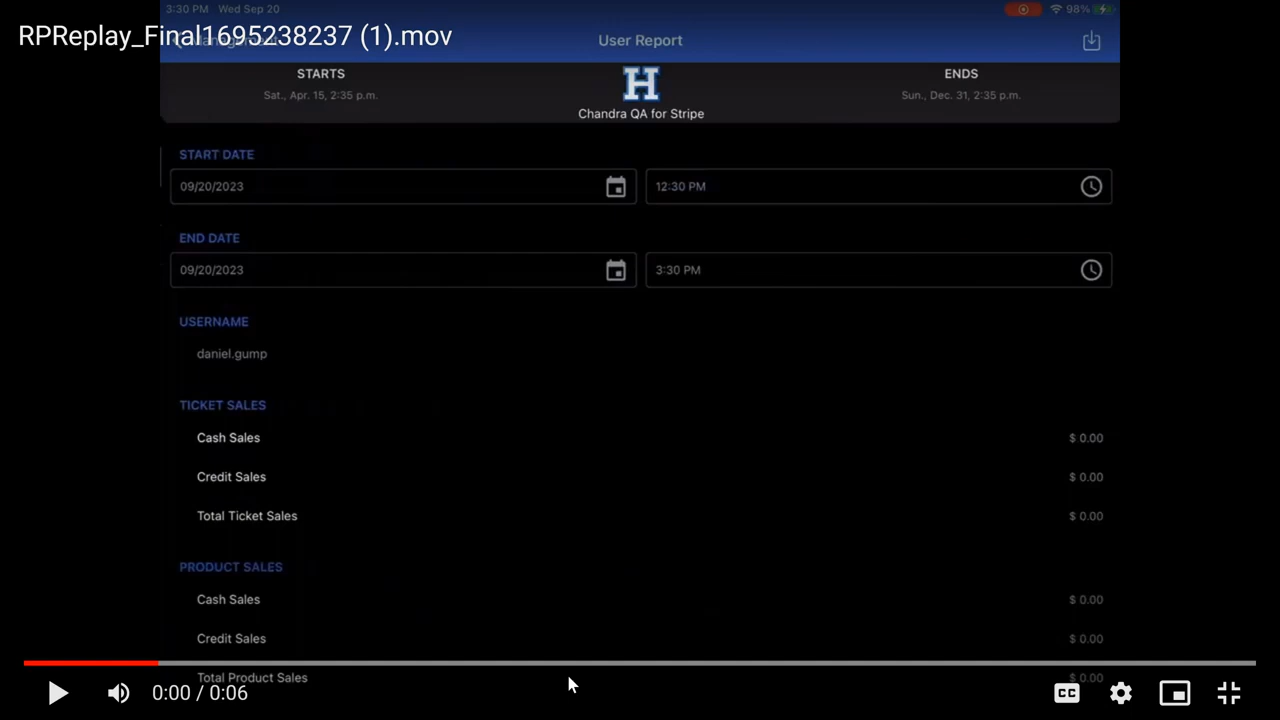 3:30 PM Wed Sep 20
98%
RPReplay_Final1695238237 (1).mov
User Report
STARTS
H
ENDS
Sat., Apr. 15, 2:35 p.m.
Sun., Dec. 31, 2:35 p.m.
Chandra QA for Stripe
START DATE
09/20/2023 12:30 PM
END DATE
09/20/2023 3:30 PM
USERNAME
daniel.gump
TICKET SALES
Cash Sales $ 0.00
Credit Sales $ 0.00
Total Ticket Sales $ 0.00
PRODUCT SALES
Cash Sales $ 0.00
Credit Sales $ 0.00
Total Product Sales $ 0.00
0:00 / 0:06
CC